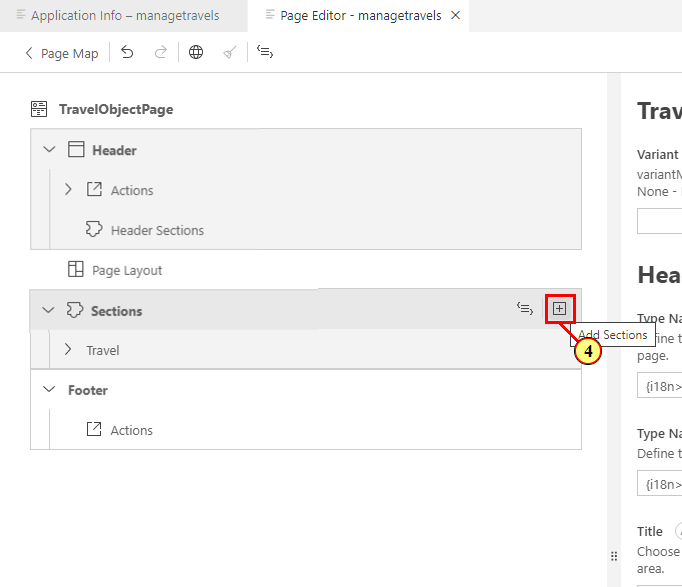 Application Info – managetravels
Page Editor - managetravels
Page Map
TravelObjectPage
Header
Actions
Header Sections
Page Layout
Sections
Add Sections
4
Travel
Footer
Actions
Trav
Variant
variantM
None -
Hea
Type Na
fine t
page.
{i18n>
Type Na
Define t
{i18n>
Title
Choose
area.